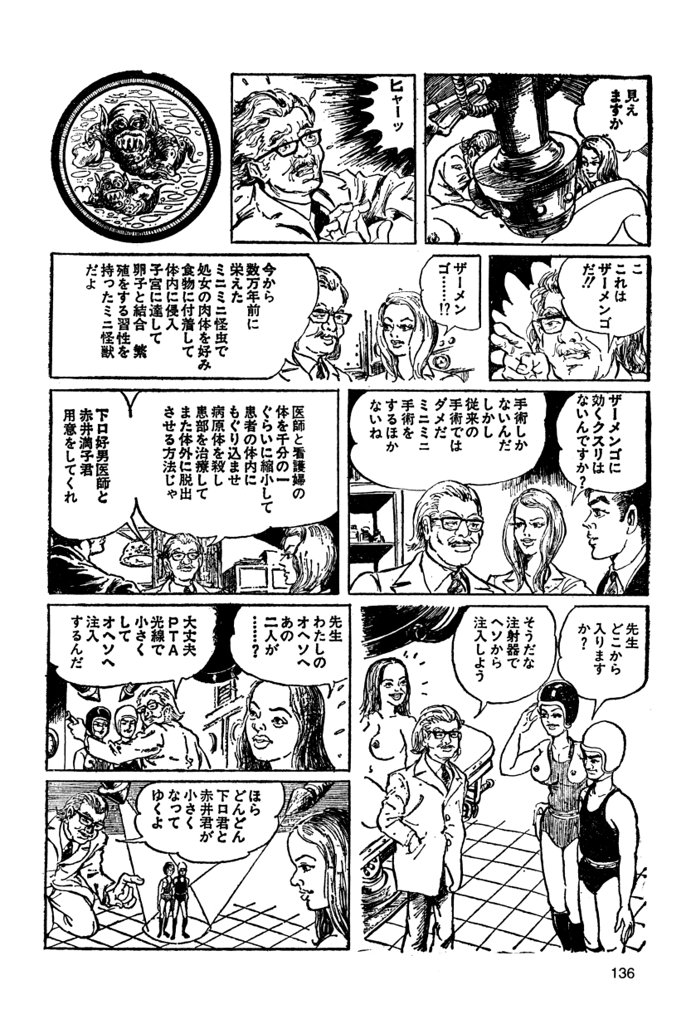 見え
ますか
ヒャーッ
こ
これは
ザーメンゴ
だ!!
ザーメン
ゴ……!?
今から
数万年前に
栄えた
ミニミニ怪虫で
処女の肉体を好み
食物に付着して
体内に侵入
子宮に達して
卵子と結合 繁
殖をする習性を
持ったミニ怪獣
だよ
ザーメンゴに
効くクスリは
ないんですか?
手術しか
ないんだ
しかし
従来の
手術では
ダメだ
ミニミニ
手術を
するほか
ないね
医師と看護婦の
体を千分の一
ぐらいに縮小して
患者の体内に
もぐり込ませ
病原体を殺し
患部を治療して
また体外に脱出
させる方法じゃ
下口好男医師と
赤井満子君
用意をしてくれ
先生
どこから
入ります
か?
そうだな
注射器で
ヘソから
注入しよう
先生
わたしの
オヘソへ
あの
二人が
……?
大丈夫
PTA
光線で
小さく
して
オヘソへ
注入
するんだ
ほら
どんどん
下口君と
赤井君が
小さく
なって
ゆくよ
136